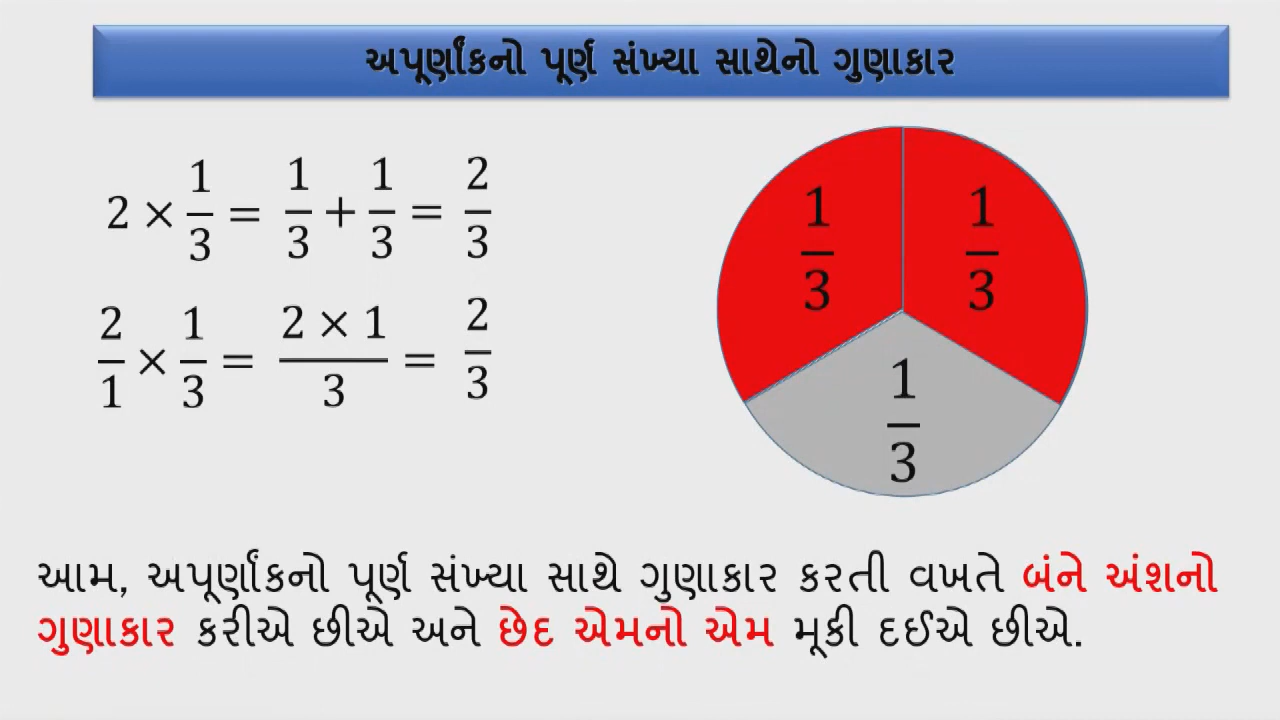 અપૂર્ણાંકનો પૂર્ણ સંખ્યા સાથેનો ગુણાકાર
2 × 1/3 = 1/3 + 1/3 = 2/3
2/1 × 1/3 = (2 × 1)/3 = 2/3
1/3 1/3
1/3
આમ, અપૂર્ણાંકનો પૂર્ણ સંખ્યા સાથે ગુણાકાર કરતી વખતે બંને અંશનો
ગુણાકાર કરીએ છીએ અને છેદ એમનો એમ મૂકી દઈએ છીએ.